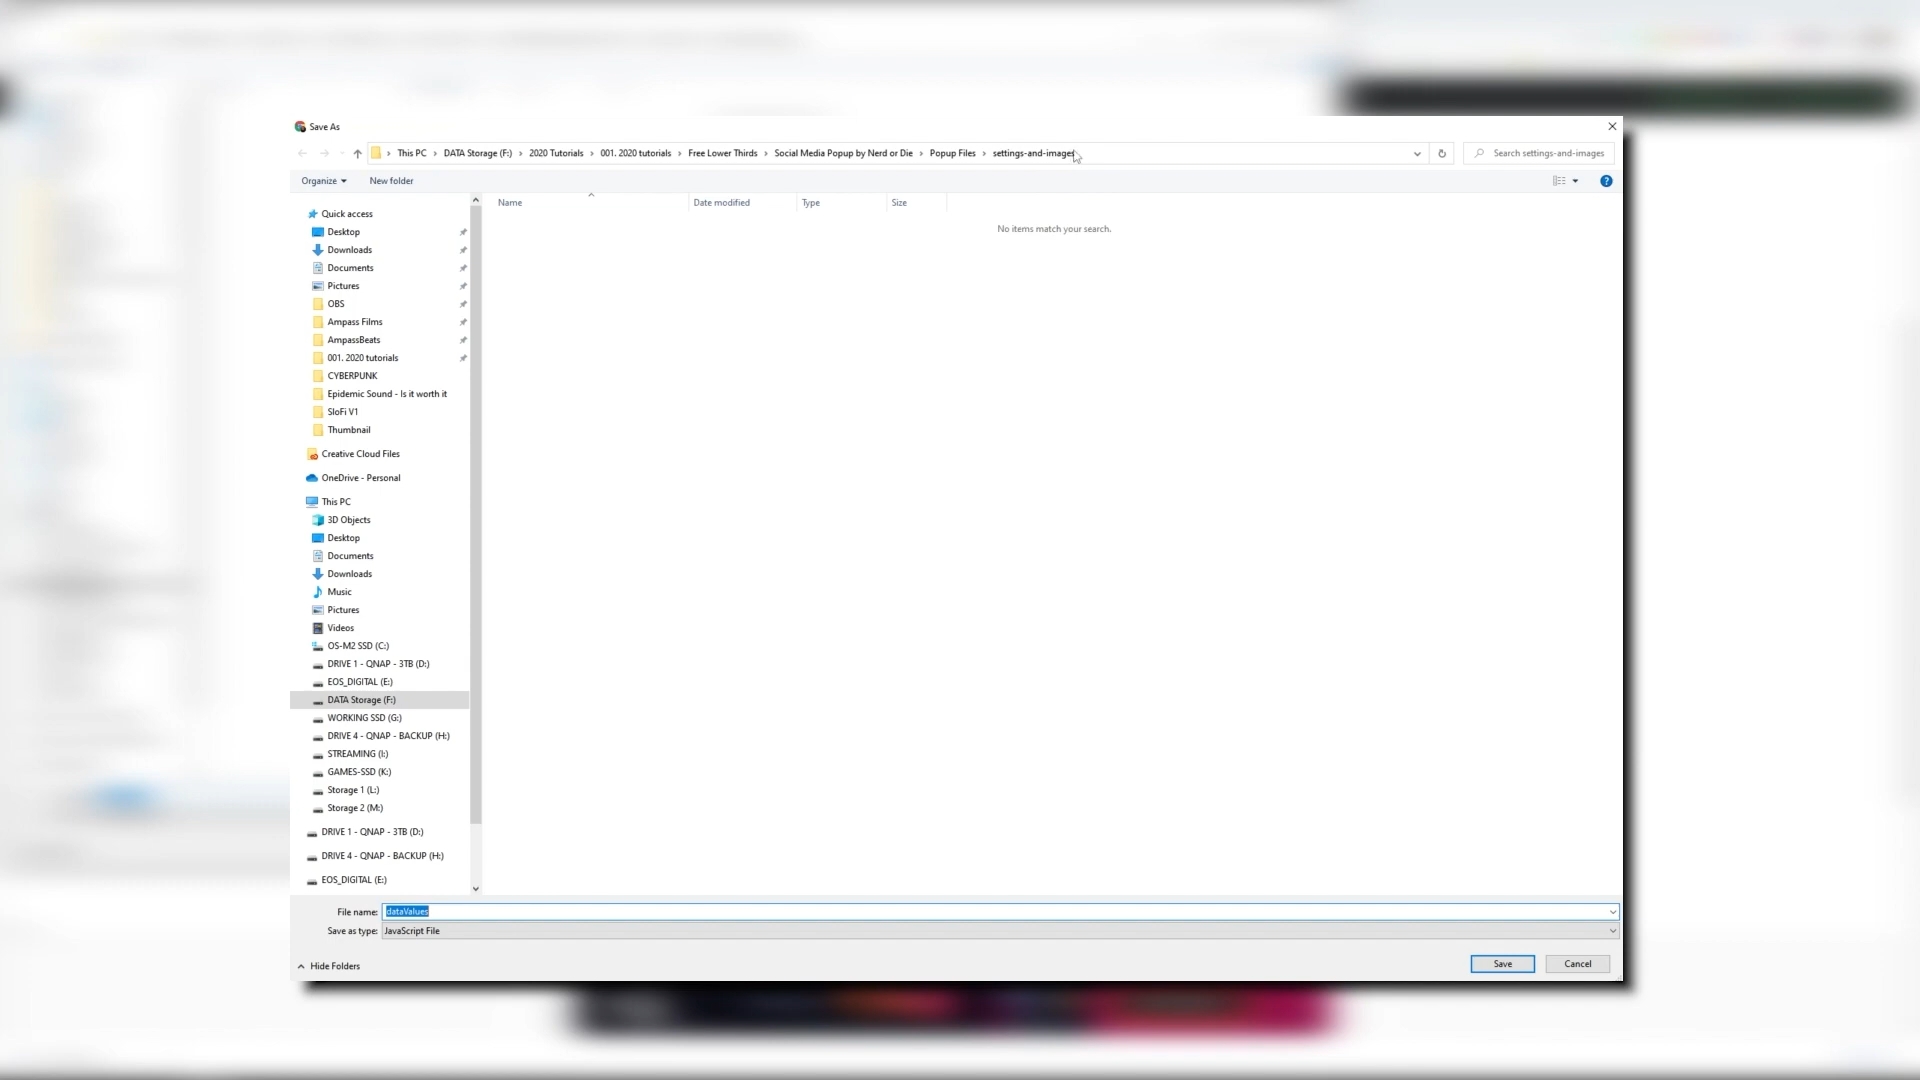 Save As
This PC > DATA Storage (F:) > 2020 Tutorials > 001. 2020 tutorials > Free Lower Thirds > Social Media Popup by Nerd or Die > Popup Files > settings-and-images
Search settings-and-images
Organize
New folder
Name
Date modified
Type
Size
No items match your search.
Quick access
Desktop
Downloads
Documents
Pictures
OBS
Ampass Films
AmpassBeats
001. 2020 tutorials
CYBERPUNK
Epidemic Sound - Is it worth it
SloFi V1
Thumbnail
Creative Cloud Files
OneDrive - Personal
This PC
3D Objects
Desktop
Documents
Downloads
Music
Pictures
Videos
OS-M2 SSD (C:)
DRIVE 1 - QNAP - 3TB (D:)
EOS_DIGITAL (E:)
DATA Storage (F:)
WORKING SSD (G:)
DRIVE 4 - QNAP - BACKUP (H:)
STREAMING (I:)
GAMES-SSD (K:)
Storage 1 (L:)
Storage 2 (M:)
DRIVE 1 - QNAP - 3TB (D:)
DRIVE 4 - QNAP - BACKUP (H:)
EOS_DIGITAL (E:)
File name: dataValues
Save as type: JavaScript File
Hide Folders
Save
Cancel